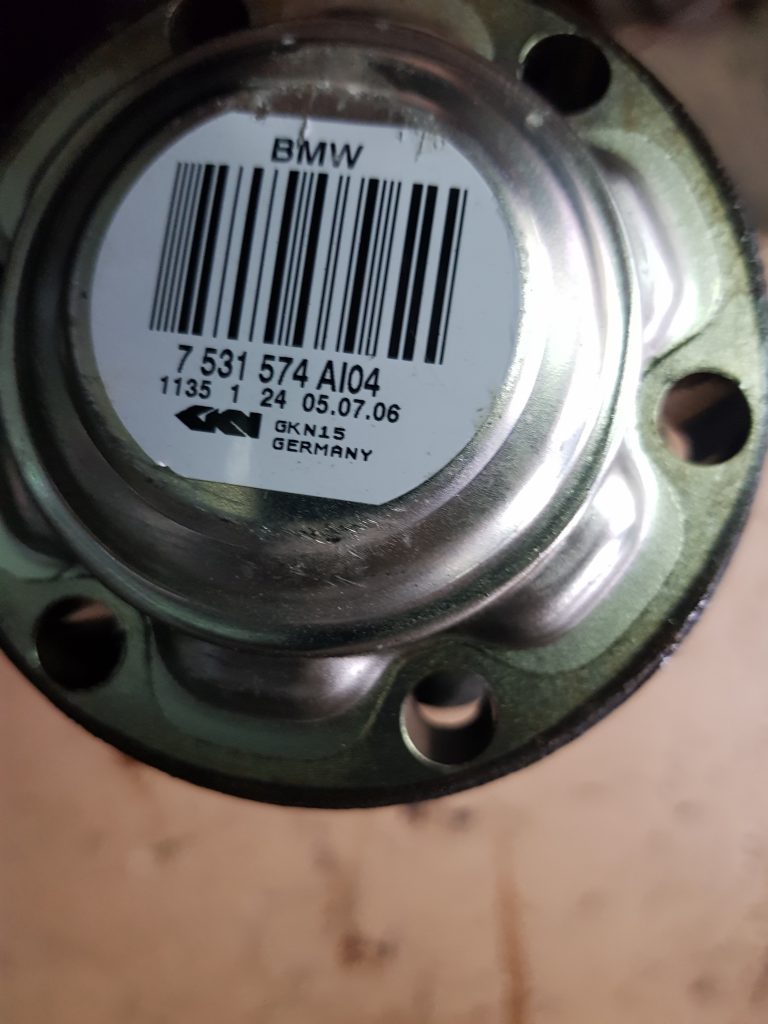 BMW
7 531 574 AI04
1135 1 24 05.07.06
GKN GKN15
GERMANY